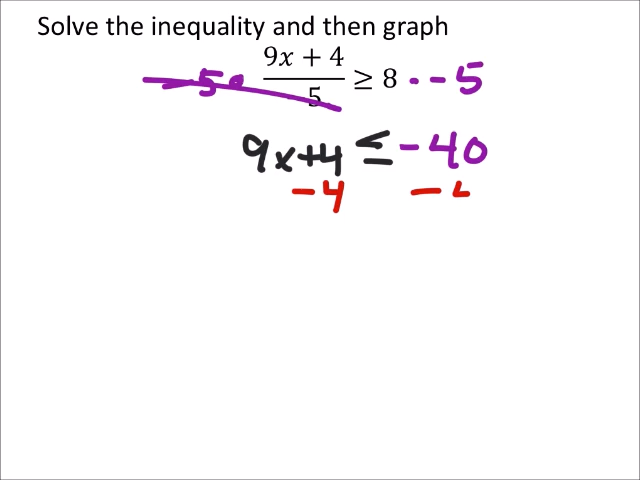 Solve the inequality and then graph
9x + 4
-5 • ≥ 8 • -5
5
9x+4 ≤ -40
-4 -4